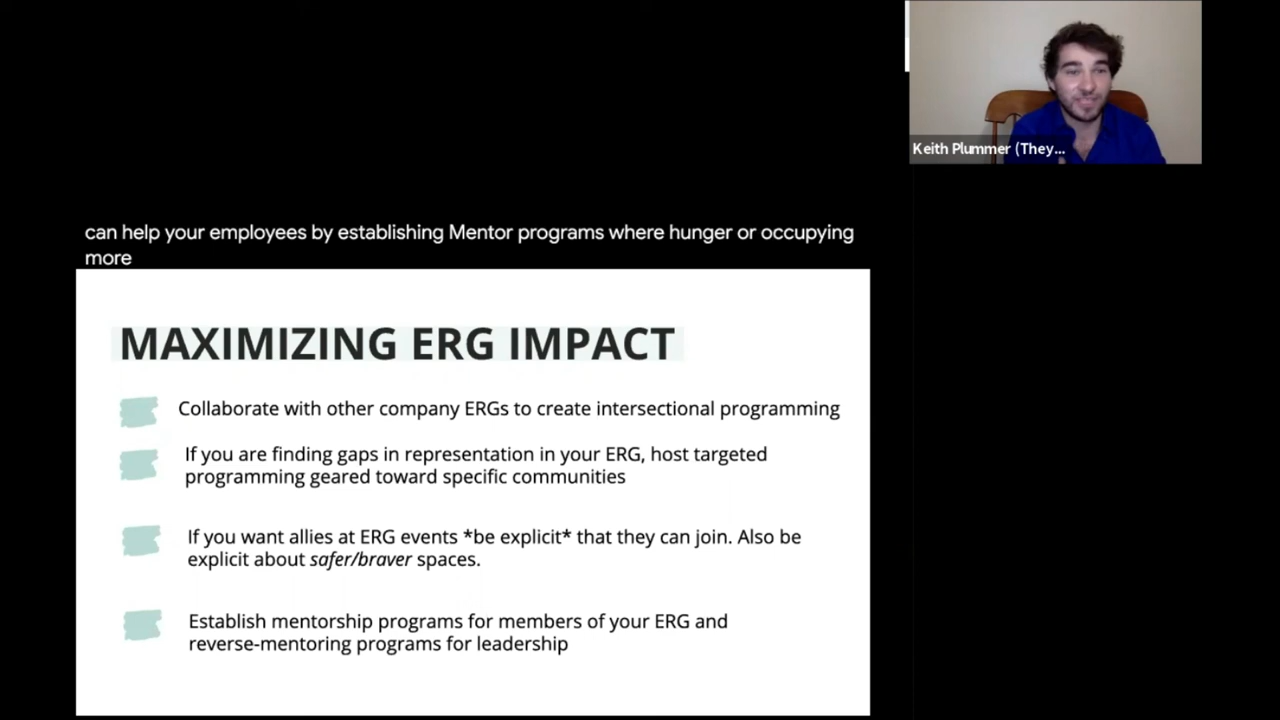 Keith Plummer (They...
can help your employees by establishing Mentor programs where hunger or occupying
more
MAXIMIZING ERG IMPACT
Collaborate with other company ERGs to create intersectional programming
If you are finding gaps in representation in your ERG, host targeted
programming geared toward specific communities
If you want allies at ERG events *be explicit* that they can join. Also be
explicit about safer/braver spaces.
Establish mentorship programs for members of your ERG and
reverse-mentoring programs for leadership